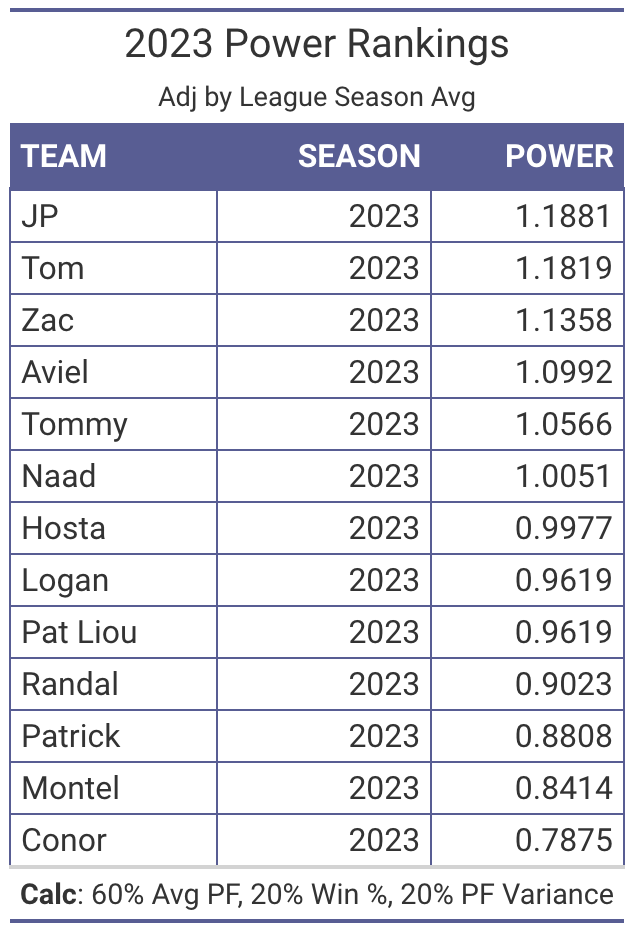 2023 Power Rankings
Adj by League Season Avg
TEAM SEASON POWER
JP 2023 1.1881
Tom 2023 1.1819
Zac 2023 1.1358
Aviel 2023 1.0992
Tommy 2023 1.0566
Naad 2023 1.0051
Hosta 2023 0.9977
Logan 2023 0.9619
Pat Liou 2023 0.9619
Randal 2023 0.9023
Patrick 2023 0.8808
Montel 2023 0.8414
Conor 2023 0.7875
Calc: 60% Avg PF, 20% Win %, 20% PF Variance